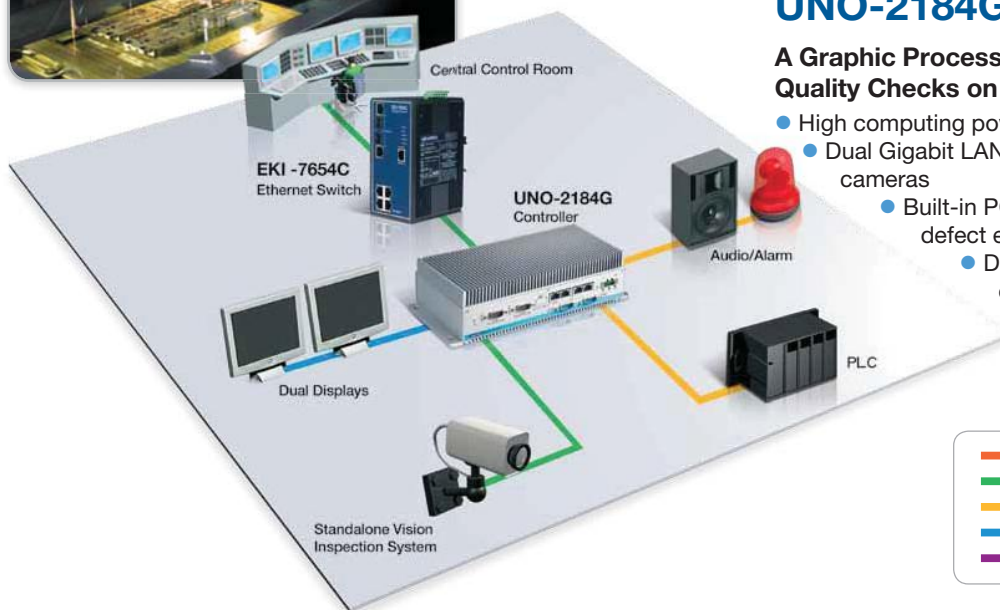 UNO-2184G
A Graphic Process
Quality Checks on
High computing po
Dual Gigabit LAN
cameras
Built-in P
defect e
D
Central Control Room
EKI -7654C
Ethernet Switch
UNO-2184G
Controller
Audio/Alarm
Dual Displays
PLC
Standalone Vision
Inspection System